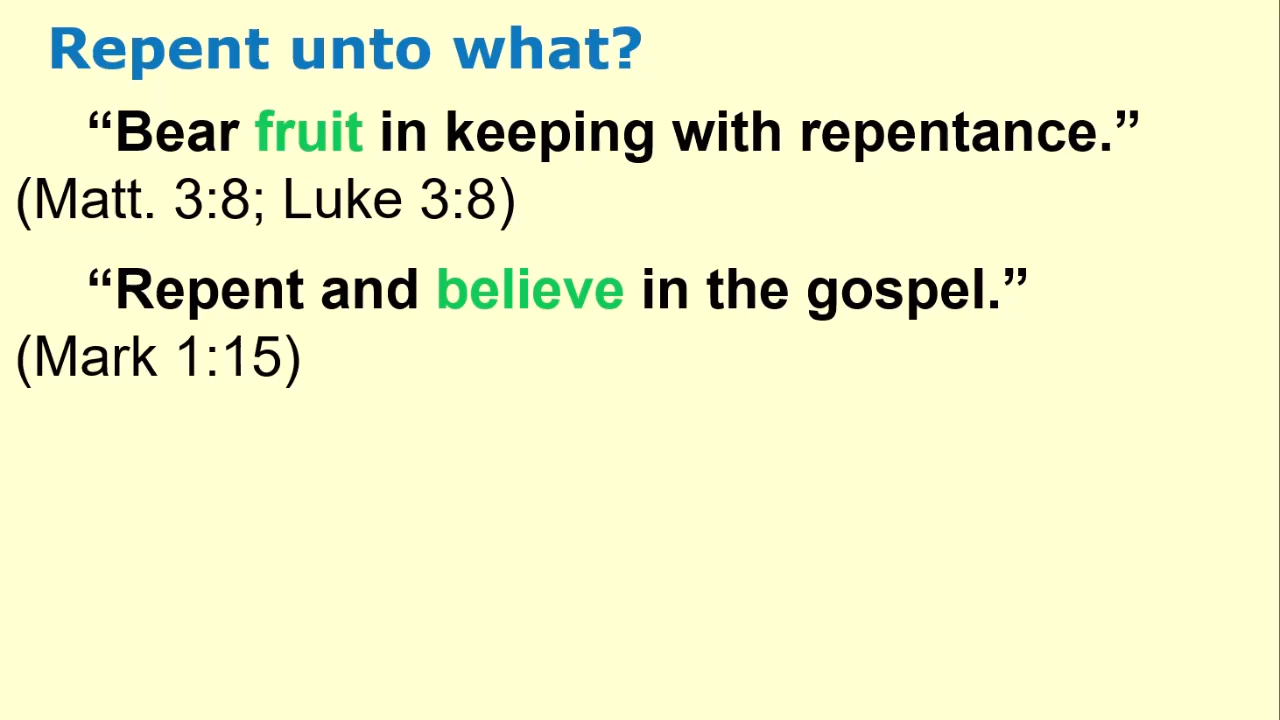 Repent unto what?
“Bear fruit in keeping with repentance.”
(Matt. 3:8; Luke 3:8)
“Repent and believe in the gospel.”
(Mark 1:15)